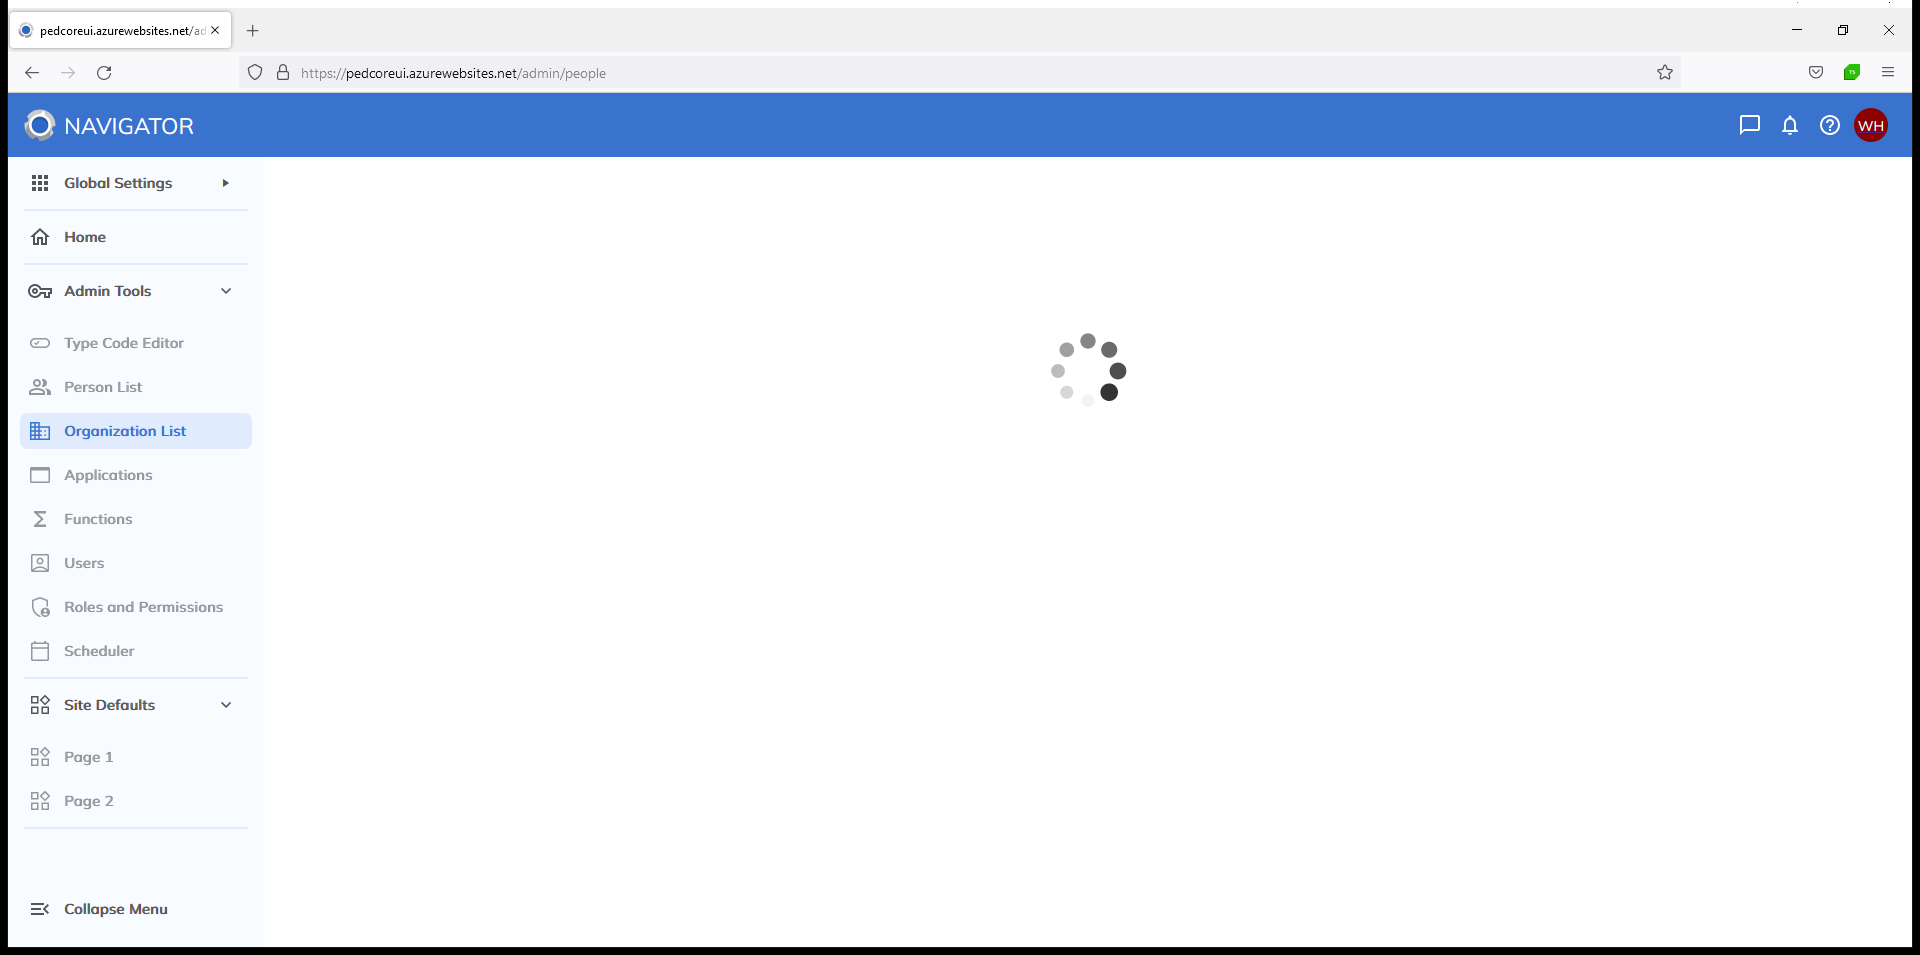 pedcoreui.azurewebsites.net/ad
https://pedcoreui.azurewebsites.net/admin/people
TS
NAVIGATOR
WH
Global Settings
Home
Admin Tools
Type Code Editor
Person List
Organization List
Applications
Functions
Users
Roles and Permissions
Scheduler
Site Defaults
Page 1
Page 2
Collapse Menu